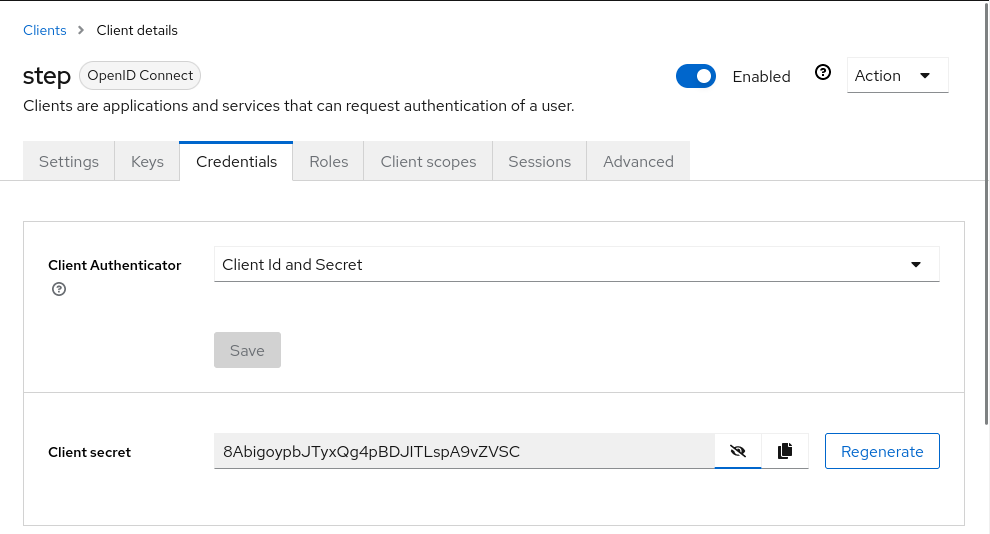 Clients > Client details
step OpenID Connect Enabled Action
Clients are applications and services that can request authentication of a user.
Settings Keys Credentials Roles Client scopes Sessions Advanced
Client Authenticator Client Id and Secret
Save
Client secret 8AbigoypbJTyxQg4pBDJITLspA9vZVSC Regenerate